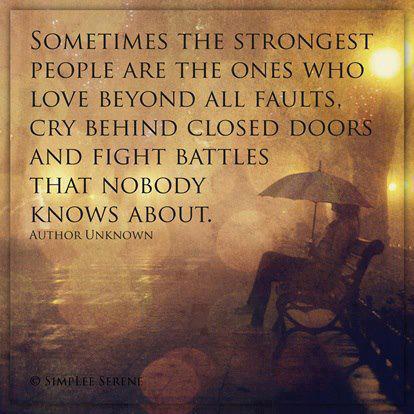 Sometimes the strongest
people are the ones who
love beyond all faults,
cry behind closed doors
and fight battles
that nobody
knows about.
Author Unknown
© Simplee Serene